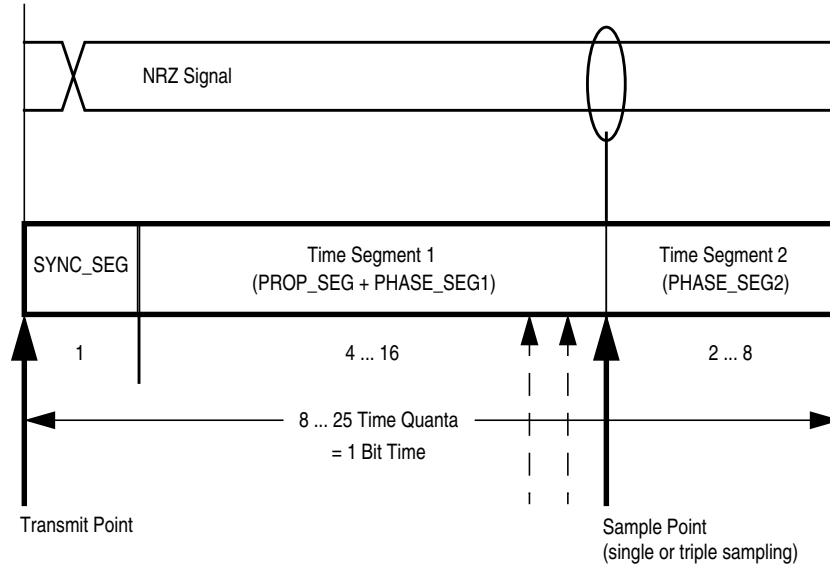 NRZ Signal
SYNC_SEG
Time Segment 1
(PROP_SEG + PHASE_SEG1)
Time Segment 2
(PHASE_SEG2)
1
4 ... 16
2 ... 8
8 ... 25 Time Quanta
= 1 Bit Time
Transmit Point
Sample Point
(single or triple sampling)